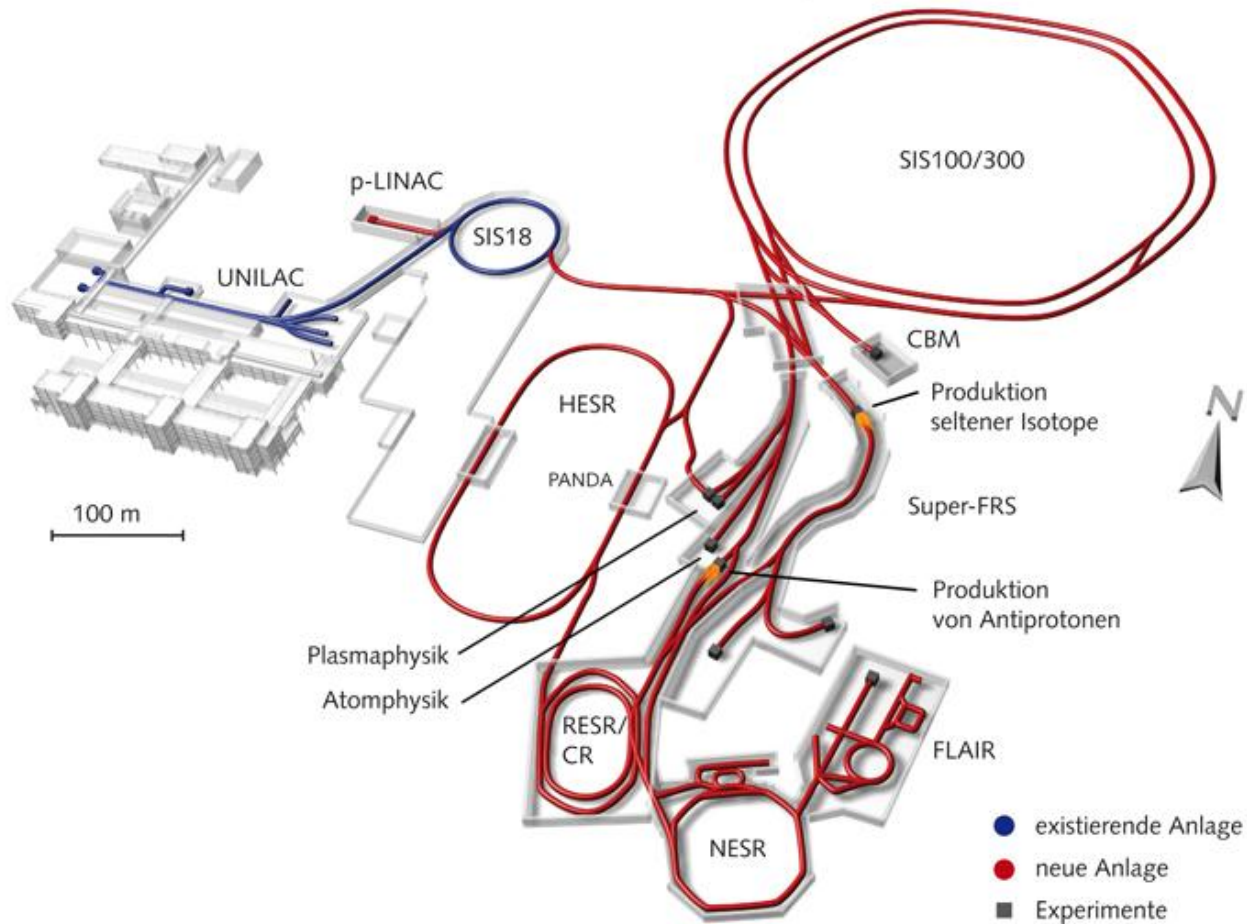 SIS100/300
p-LINAC
SIS18
UNILAC
CBM
HESR
Produktion
seltener Isotope
N
PANDA
100 m
Super-FRS
Produktion
von Antiprotonen
Plasmaphysik
Atomphysik
RESR/
CR
FLAIR
NESR
existierende Anlage
neue Anlage
Experimente